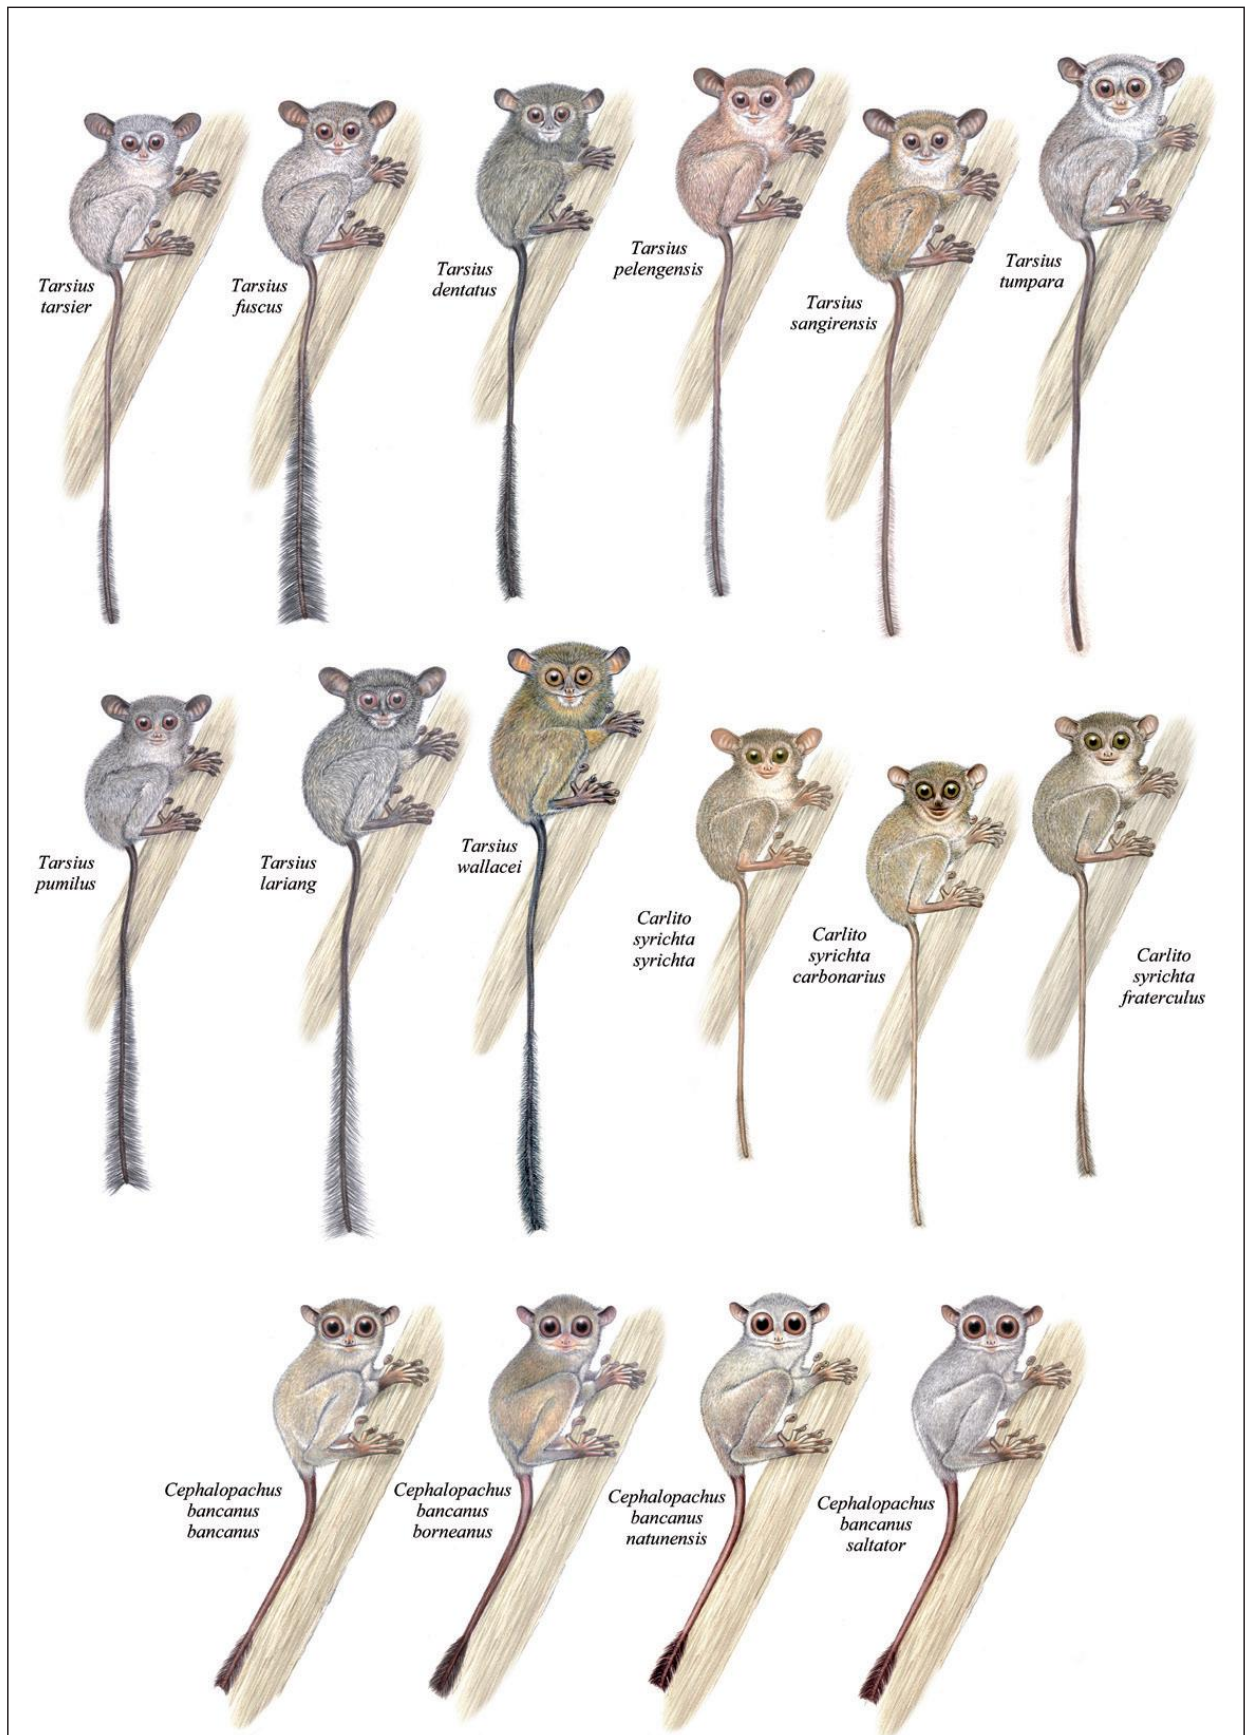 Tarsius
tarsier
Tarsius
fuscus
Tarsius
dentatus
Tarsius
pelengensis
Tarsius
sangirensis
Tarsius
tumpara
Tarsius
pumilus
Tarsius
lariang
Tarsius
wallacei
Carlito
syrichta
syrichta
Carlito
syrichta
carbonarius
Carlito
syrichta
fraterculus
Cephalopachus
bancanus
bancanus
Cephalopachus
bancanus
borneanus
Cephalopachus
bancanus
natunensis
Cephalopachus
bancanus
saltator